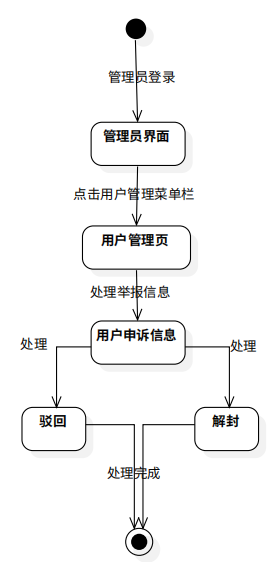 管理员登录
管理员界面
点击用户管理菜单栏
用户管理页
处理举报信息
用户申诉信息
处理
处理
驳回
解封
处理完成